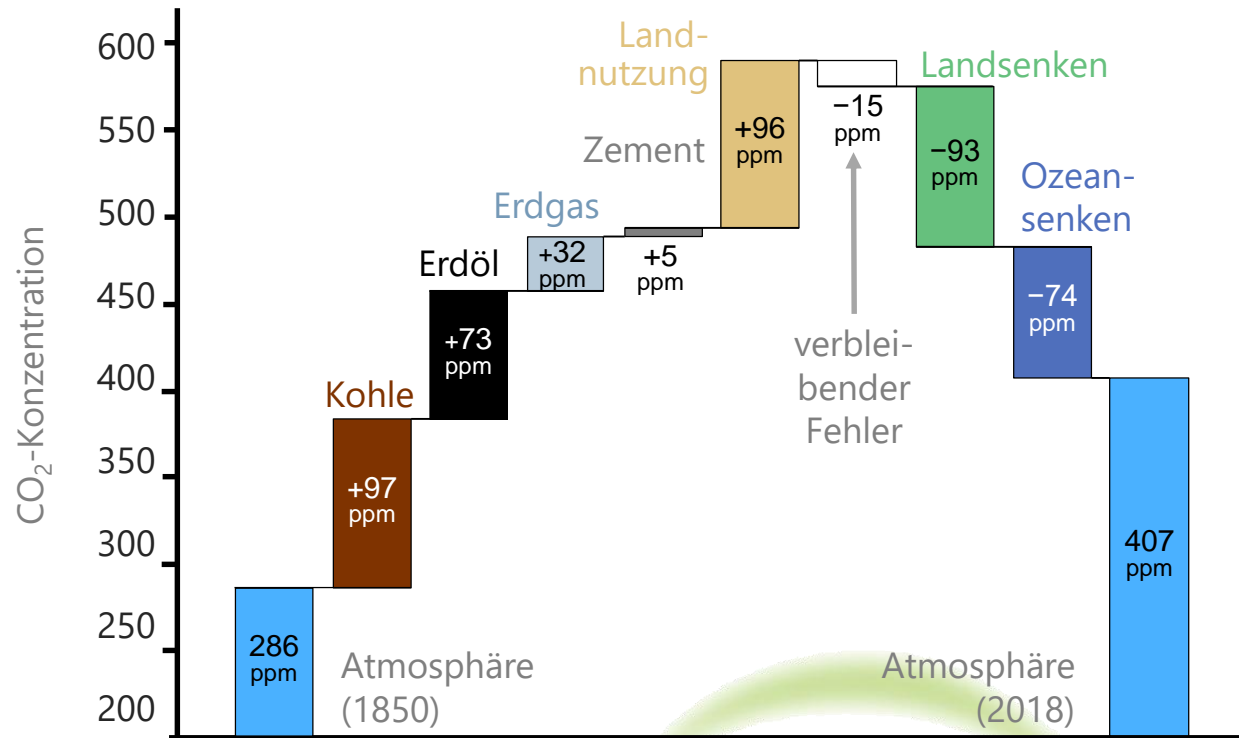 600
550
500
450
400
350
300
250
200
CO₂-Konzentration
286
ppm
Atmosphäre
(1850)
Kohle
+97
ppm
Erdöl
+73
ppm
Erdgas
+32
ppm
Zement
+5
ppm
Land-
nutzung
+96
ppm
−15
ppm
verblei-
bender
Fehler
Landsenken
−93
ppm
Ozean-
senken
−74
ppm
Atmosphäre
(2018)
407
ppm